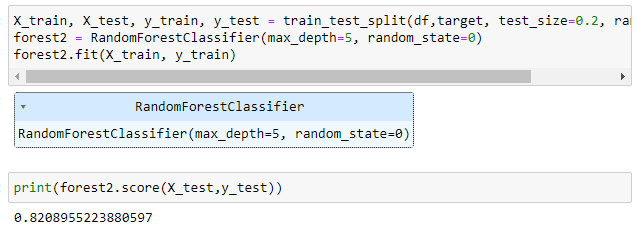 X_train, X_test, y_train, y_test = train_test_split(df,target, test_size=0.2,
forest2 = RandomForestClassifier(max_depth=5, random_state=0)
forest2.fit(X_train, y_train)
RandomForestClassifier
RandomForestClassifier(max_depth=5, random_state=0)
print(forest2.score(X_test,y_test))
0.8208955223880597